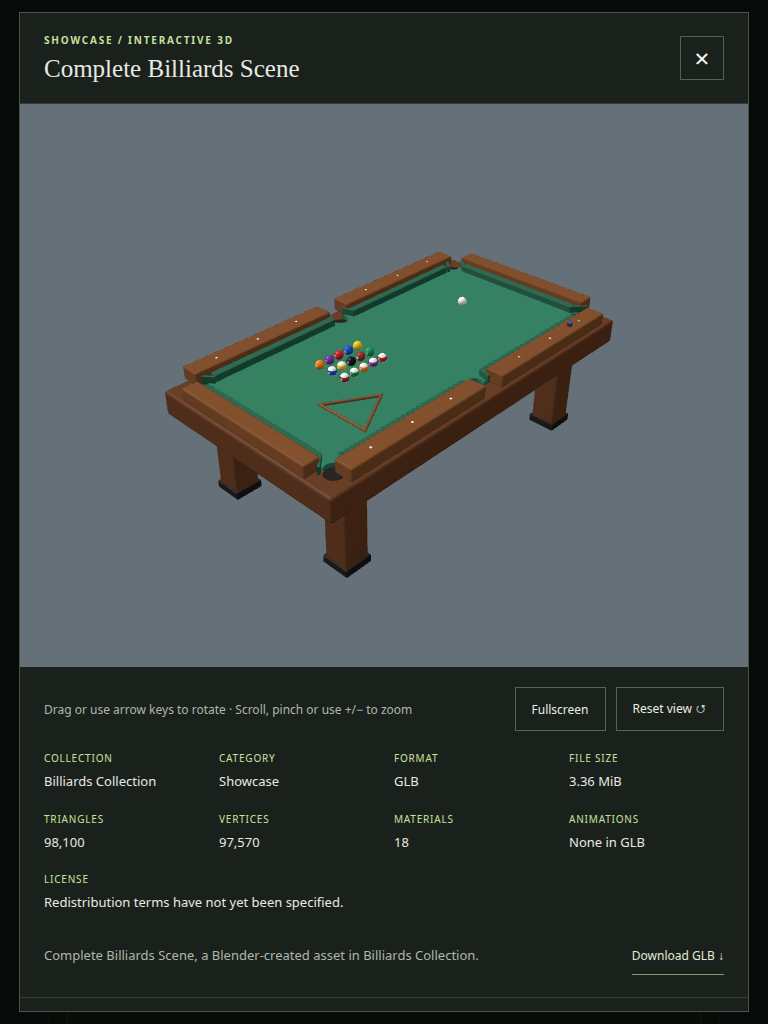 SHOWCASE / INTERACTIVE 3D
Complete Billiards Scene
✕
Drag or use arrow keys to rotate · Scroll, pinch or use +/− to zoom
Fullscreen
Reset view ↺
COLLECTION
Billiards Collection
CATEGORY
Showcase
FORMAT
GLB
FILE SIZE
3.36 MiB
TRIANGLES
98,100
VERTICES
97,570
MATERIALS
18
ANIMATIONS
None in GLB
LICENSE
Redistribution terms have not yet been specified.
Complete Billiards Scene, a Blender-created asset in Billiards Collection.
Download GLB ↓